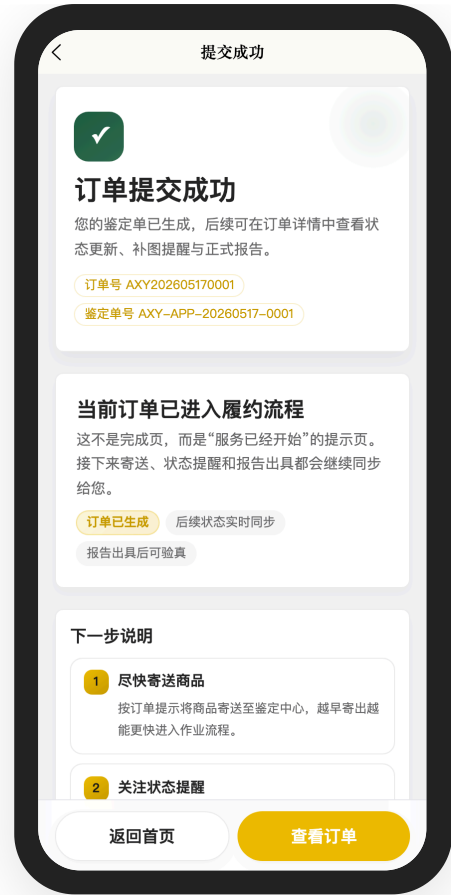 提交成功
订单提交成功
您的鉴定单已生成，后续可在订单详情中查看状
态更新、补图提醒与正式报告。
订单号 AXY202605170001
鉴定单号 AXY-APP-20260517-0001
当前订单已进入履约流程
这不是完成页，而是“服务已经开始”的提示页。
接下来寄送、状态提醒和报告出具都会继续同步
给您。
订单已生成
后续状态实时同步
报告出具后可验真
下一步说明
1
尽快寄送商品
按订单提示将商品寄送至鉴定中心，越早寄出越
能更快进入作业流程。
2
关注状态提醒
返回首页
查看订单